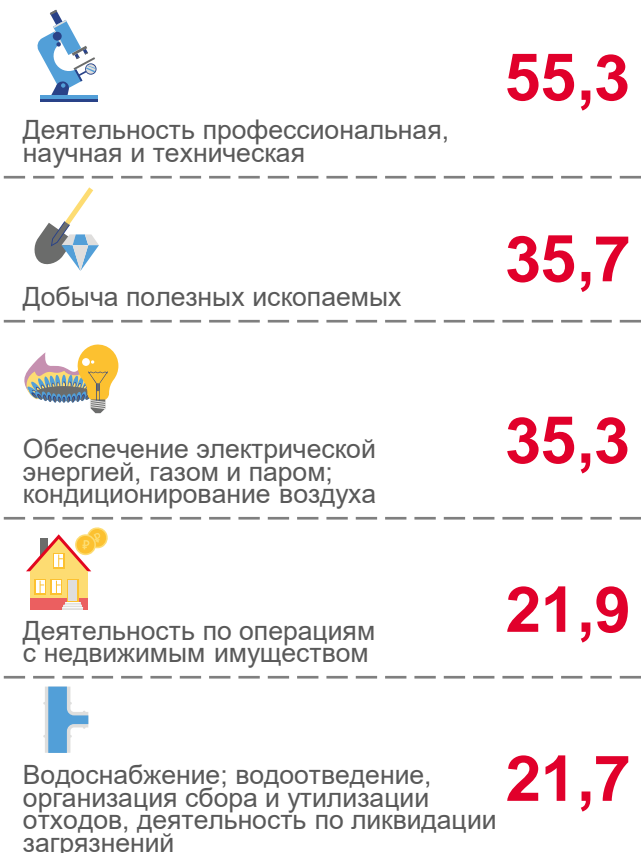 55,3
Деятельность профессиональная,
научная и техническая
35,7
Добыча полезных ископаемых
35,3
Обеспечение электрической
энергией, газом и паром;
кондиционирование воздуха
21,9
Деятельность по операциям
с недвижимым имуществом
21,7
Водоснабжение; водоотведение,
организация сбора и утилизации
отходов, деятельность по ликвидации
загрязнений